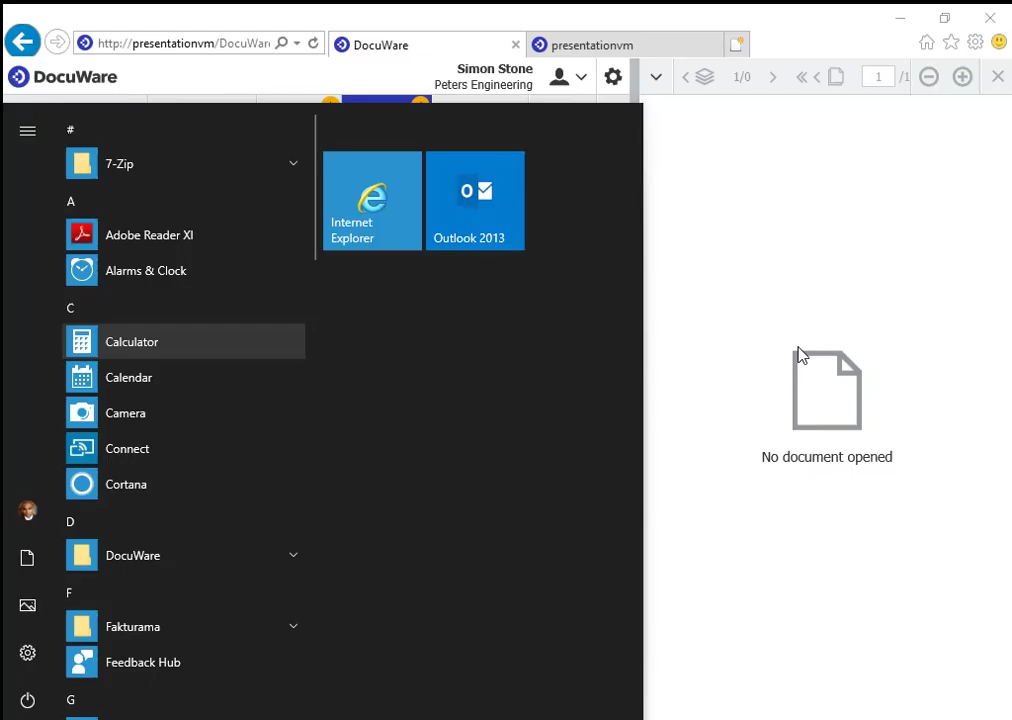 http://presentationvm/DocuWar
DocuWare
presentationvm
DocuWare
Simon Stone
Peters Engineering
1/0
1
/1
#
7-Zip
A
Adobe Reader XI
Alarms & Clock
C
Calculator
Calendar
Camera
Connect
Cortana
D
DocuWare
F
Fakturama
Feedback Hub
G
Internet
Explorer
Outlook 2013
No document opened